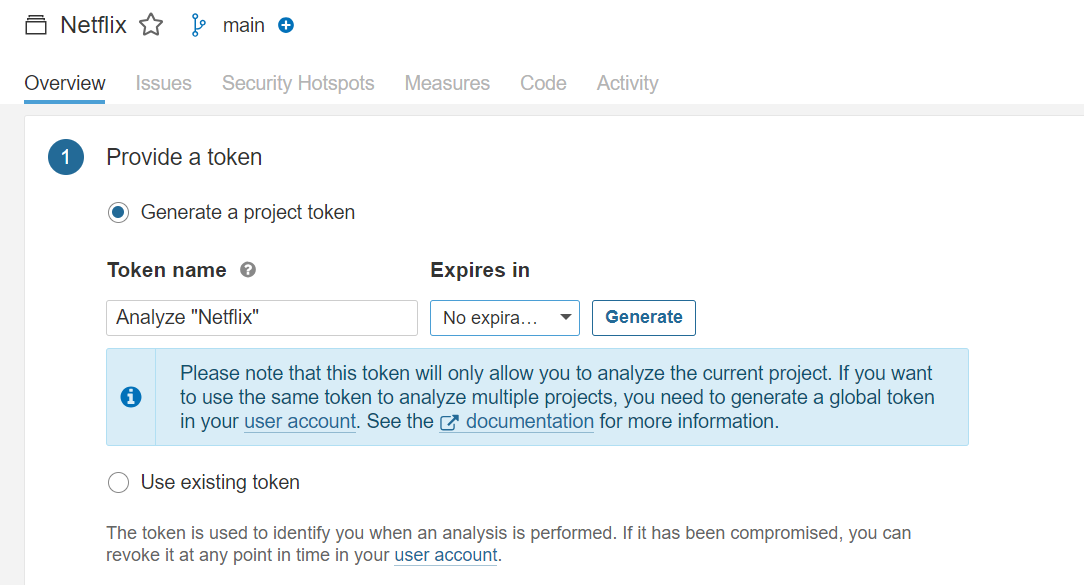 Netflix main
Overview Issues Security Hotspots Measures Code Activity
1 Provide a token
Generate a project token
Token name ? Expires in
Analyze "Netflix" No expira... Generate
Please note that this token will only allow you to analyze the current project. If you want
to use the same token to analyze multiple projects, you need to generate a global token
in your user account. See the documentation for more information.
Use existing token
The token is used to identify you when an analysis is performed. If it has been compromised, you can
revoke it at any point in time in your user account.